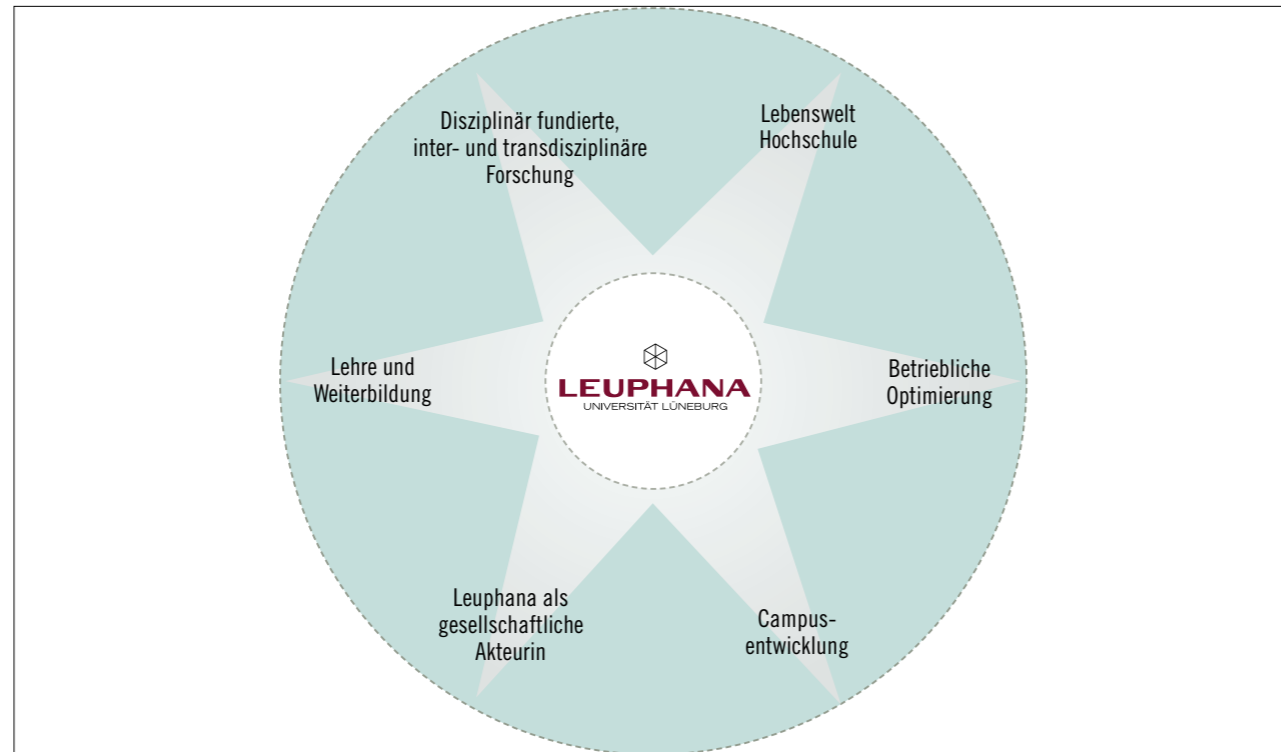 Disziplinär fundierte,
inter- und transdisziplinäre
Forschung
Lebenswelt
Hochschule
Lehre und
Weiterbildung
LEUPHANA
UNIVERSITÄT LÜNEBURG
Betriebliche
Optimierung
Leuphana als
gesellschaftliche
Akteurin
Campus-
entwicklung